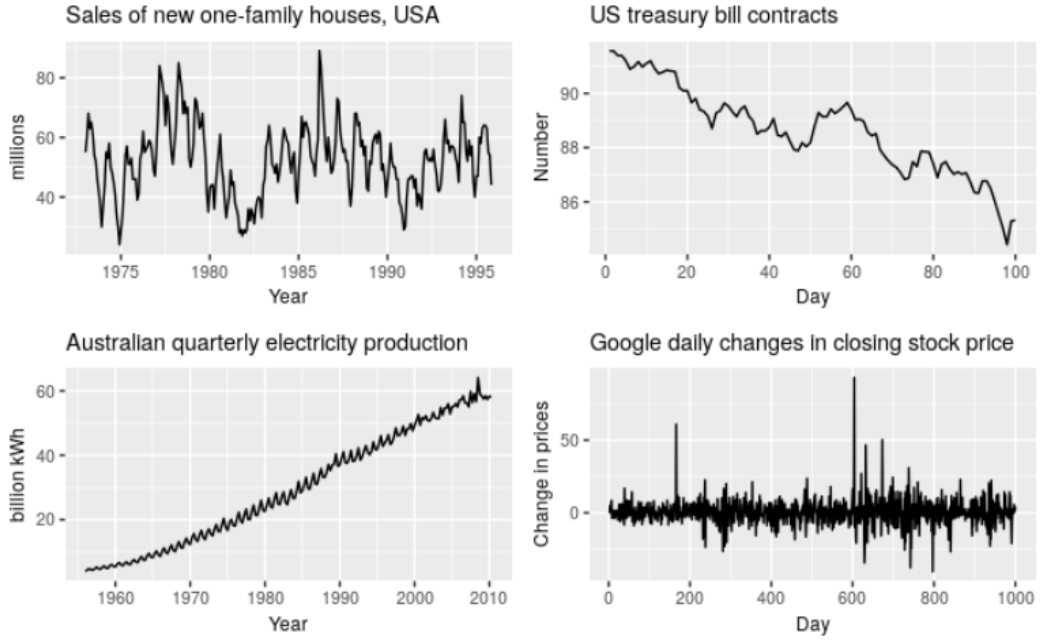 Sales of new one-family houses, USA
millions
80
60
40
1975 1980 1985 1990 1995
Year
US treasury bill contracts
Number
90
88
86
0 20 40 60 80 100
Day
Australian quarterly electricity production
billion kWh
60
40
20
1960 1970 1980 1990 2000 2010
Year
Google daily changes in closing stock price
Change in prices
50
0
0 200 400 600 800 1000
Day